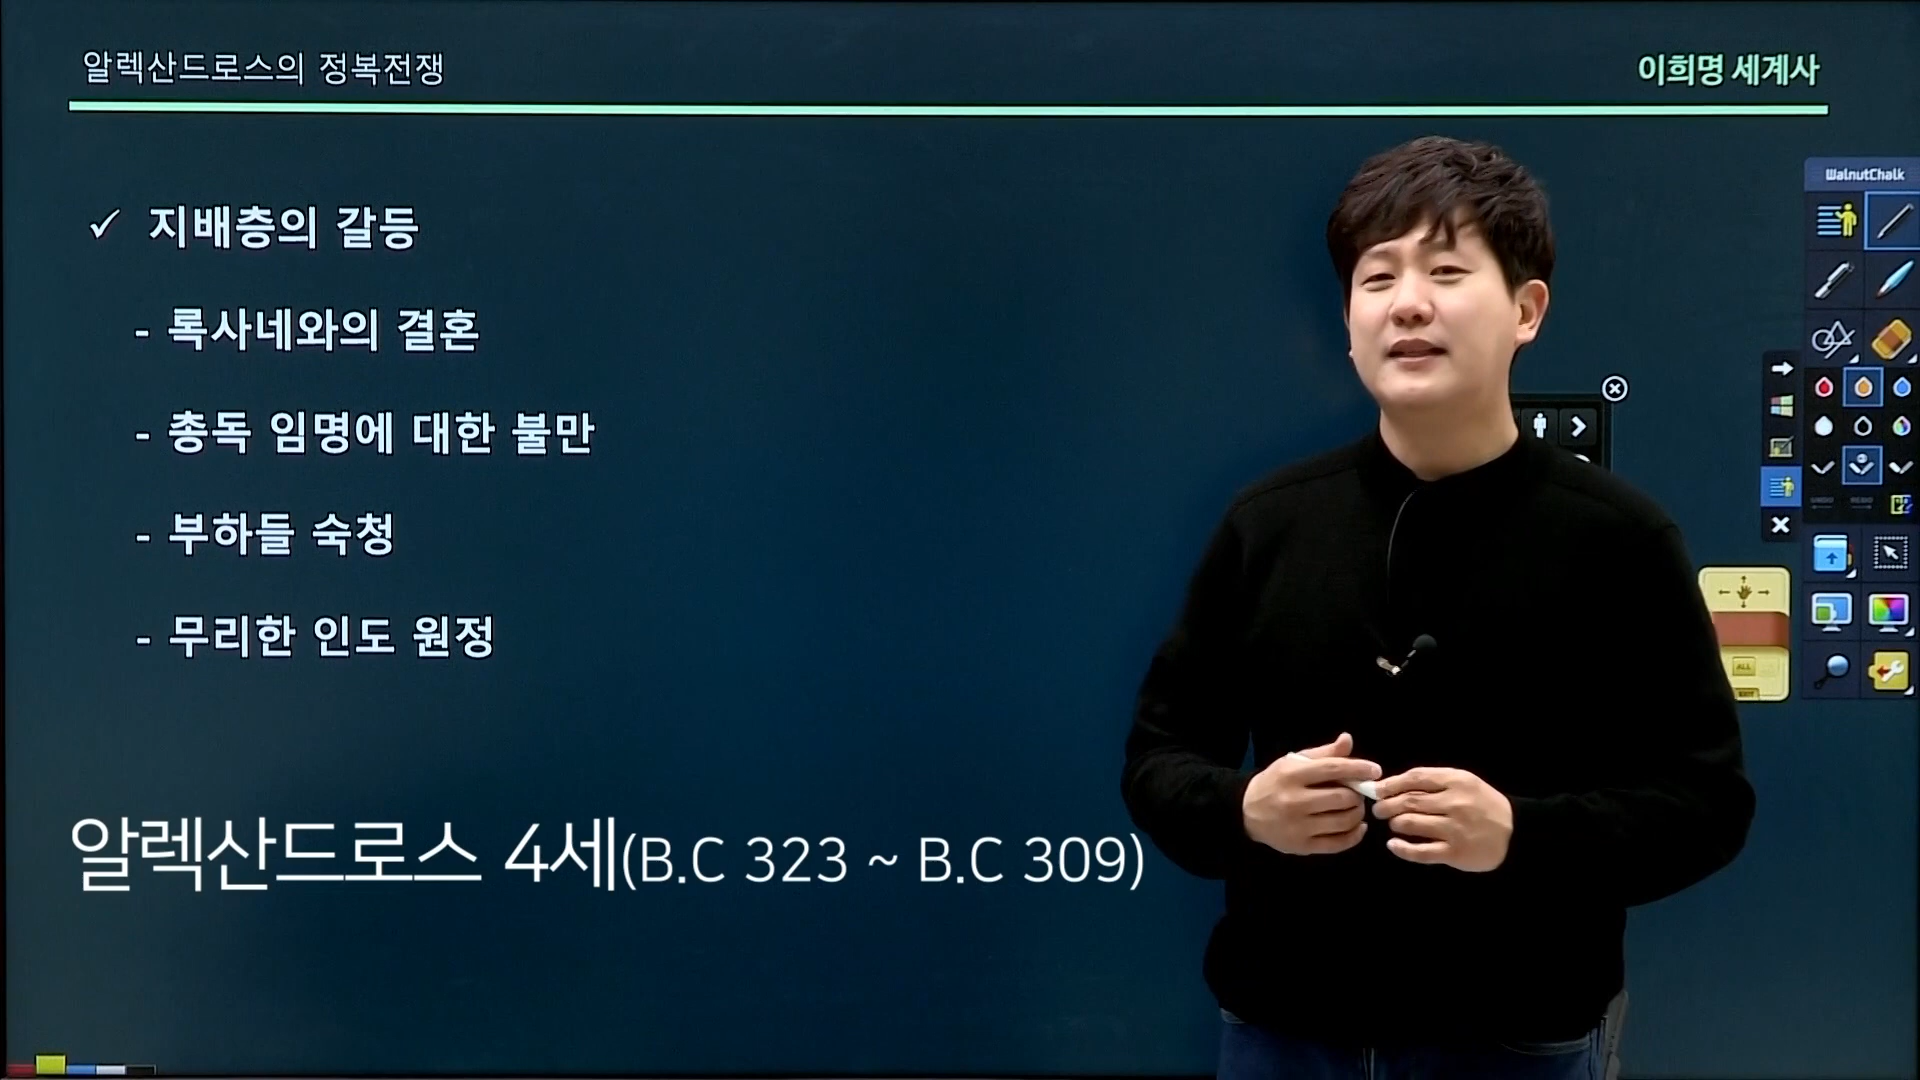 알렉산드로스의 정복전쟁
이희명 세계사
✓ 지배층의 갈등
- 록사네와의 결혼
- 총독 임명에 대한 불만
- 부하들 숙청
- 무리한 인도 원정
알렉산드로스 4세(B.C 323 ~ B.C 309)
WalnutChalk
ALL
EXIT